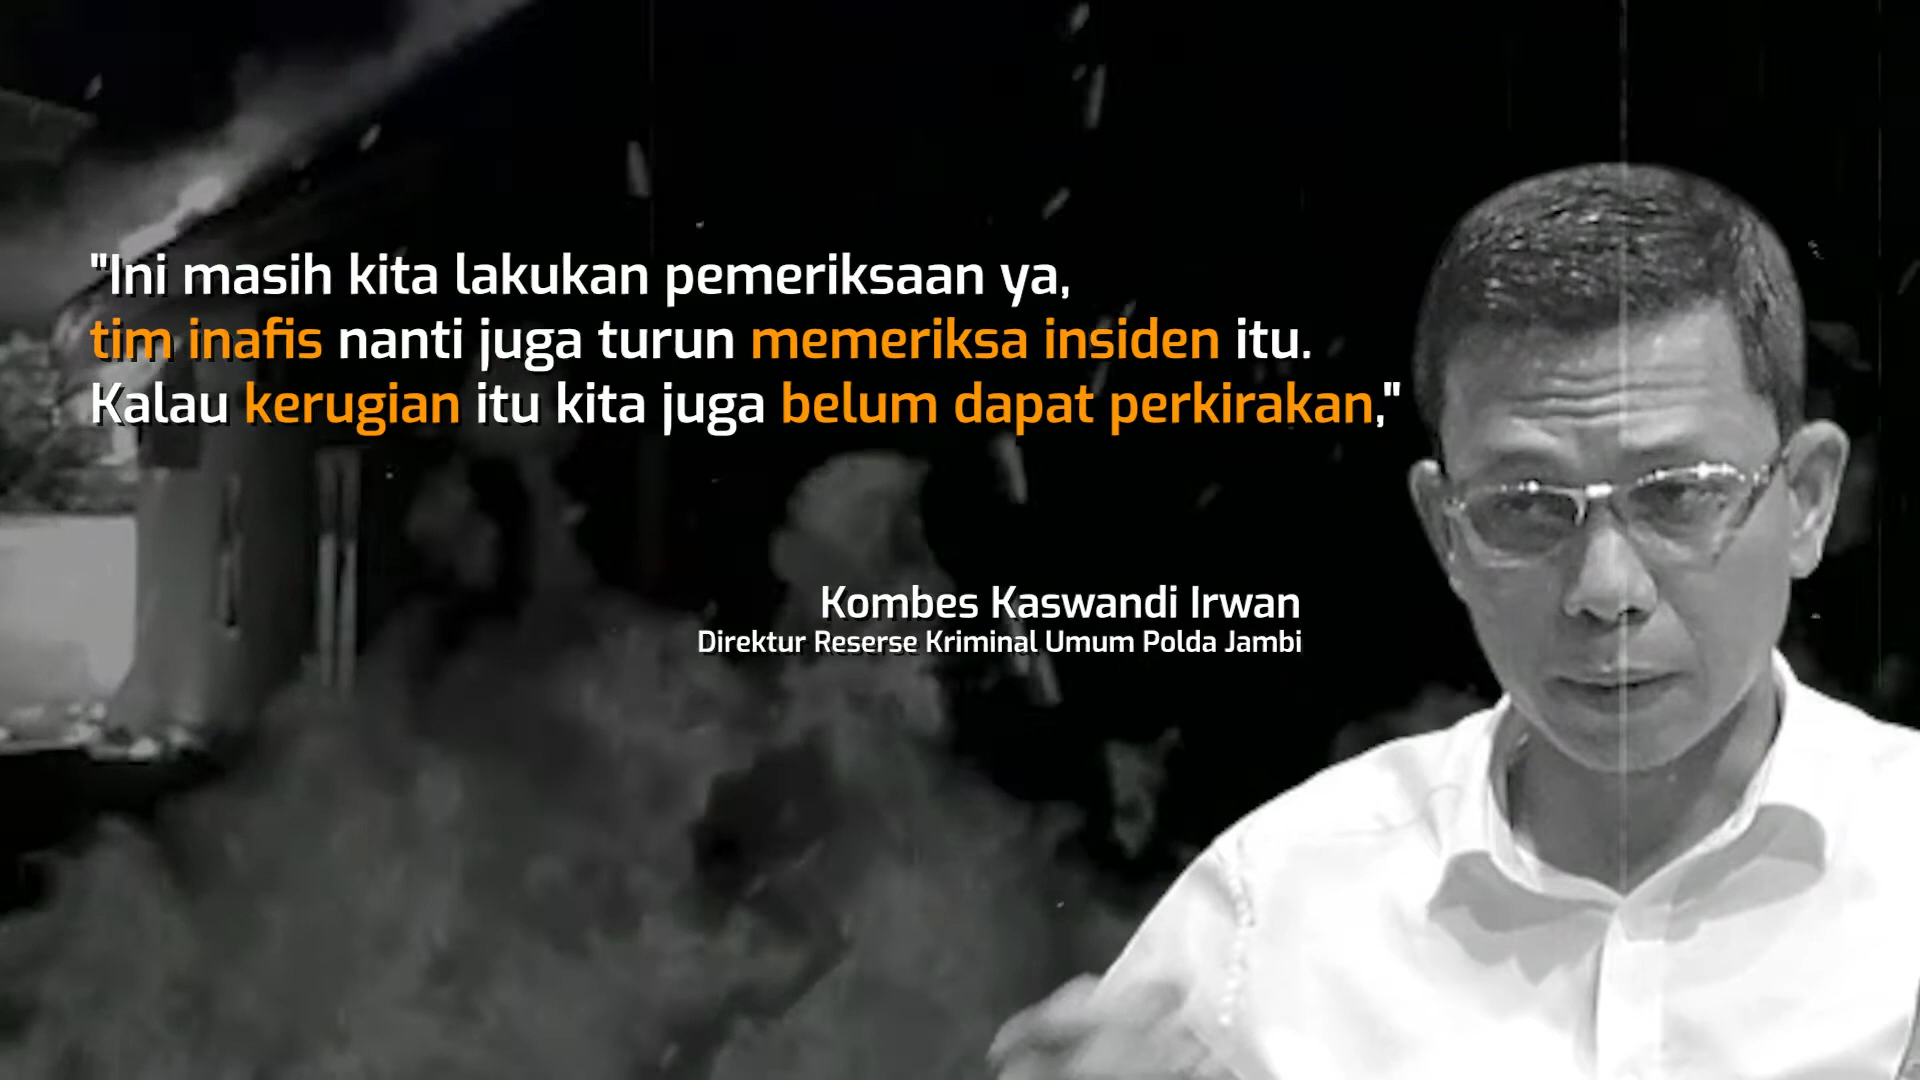 "Ini masih kita lakukan pemeriksaan ya,
tim inafis nanti juga turun memeriksa insiden itu.
Kalau kerugian itu kita juga belum dapat perkirakan,"
Kombes Kaswandi Irwan
Direktur Reserse Kriminal Umum Polda Jambi